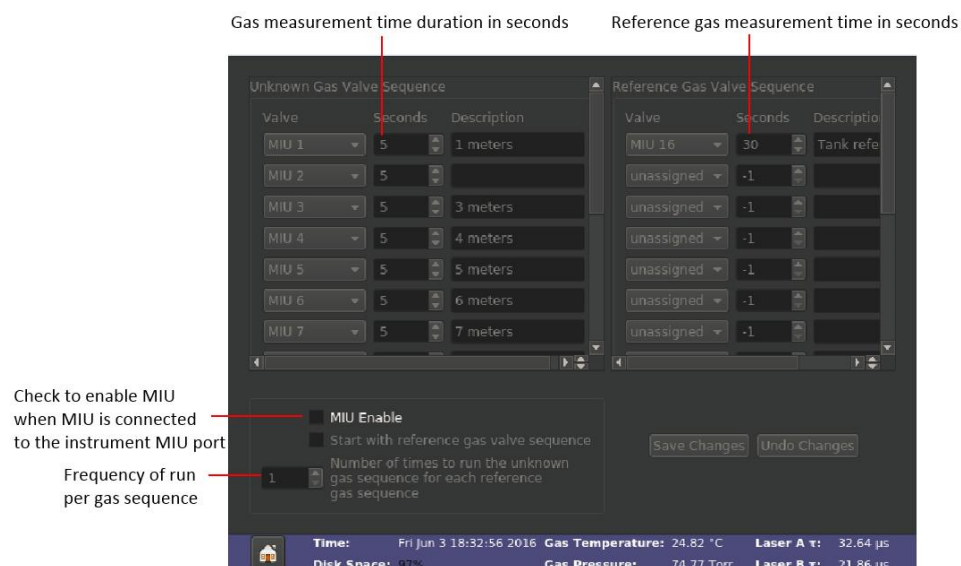 Gas measurement time duration in seconds
Reference gas measurement time in seconds
Unknown Gas Valve Sequence
Valve Seconds Description
MIU 1 5 1 meters
MIU 2 5
MIU 3 5 3 meters
MIU 4 5 4 meters
MIU 5 5 5 meters
MIU 6 5 6 meters
MIU 7 5 7 meters
Reference Gas Valve Sequence
Valve Seconds Descriptio
MIU 16 30 Tank refe
unassigned -1
unassigned -1
unassigned -1
unassigned -1
unassigned -1
unassigned -1
Check to enable MIU
when MIU is connected
to the instrument MIU port
Frequency of run
per gas sequence
MIU Enable
Start with reference gas valve sequence
1 Number of times to run the unknown
gas sequence for each reference
gas sequence
Save Changes Undo Changes
Time: Fri Jun 3 18:32:56 2016 Gas Temperature: 24.82 °C Laser A τ: 32.64 µs
Disk Space: 97% Gas Pressure: 74.77 Torr Laser B τ: 21.86 µs